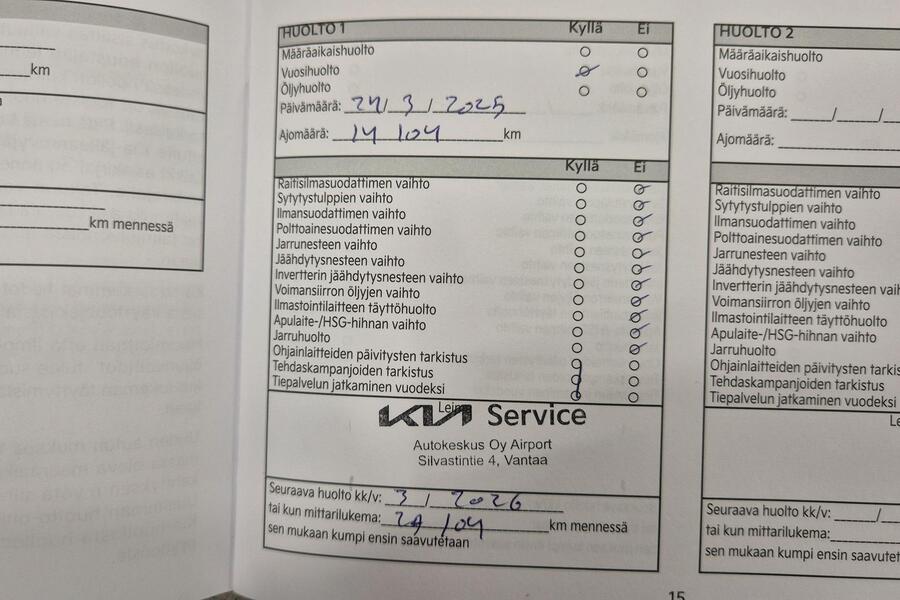 km
km mennessä
HUOLTO 1 Kyllä Ei
Määräaikaishuolto
Vuosihuolto
Öljyhuolto
Päivämäärä: 24/3/2025
Ajomäärä: 14 104 km
Kyllä Ei
Raitisilmasuodattimen vaihto
Sytytystulppien vaihto
Ilmansuodattimen vaihto
Polttoainesuodattimen vaihto
Jarrunesteen vaihto
Jäähdytysnesteen vaihto
Invertterin jäähdytysnesteen vaihto
Voimansiirron öljyjen vaihto
Ilmastointilaitteen täyttöhuolto
Apulaite-/HSG-hihnan vaihto
Jarruhuolto
Ohjainlaitteiden päivitysten tarkistus
Tehdaskampanjoiden tarkistus
Tiepalvelun jatkaminen vuodeksi
KIA Service
Autokeskus Oy Airport
Silvastintie 4, Vantaa
Seuraava huolto kk/v: 3 / 2026
tai kun mittarilukema: 29 104 km mennessä
sen mukaan kumpi ensin saavutetaan
15
HUOLTO 2
Määräaikaishuolto
Vuosihuolto
Öljyhuolto
Päivämäärä: / /
Ajomäärä:
Raitisilmasuodattimen vaihto
Sytytystulppien vaihto
Ilmansuodattimen vaihto
Polttoainesuodattimen vaihto
Jarrunesteen vaihto
Jäähdytysnesteen vaihto
Invertterin jäähdytysnesteen
Voimansiirron öljyjen vaihto
Ilmastointilaitteen täyttöhuolto
Apulaite-/HSG-hihnan vaihto
Jarruhuolto
Ohjainlaitteiden päivitysten
Tehdaskampanjoiden tarkistus
Tiepalvelun jatkaminen vuodeksi
Seuraava huolto kk/v: /
tai kun mittarilukema:
sen mukaan kumpi ensin